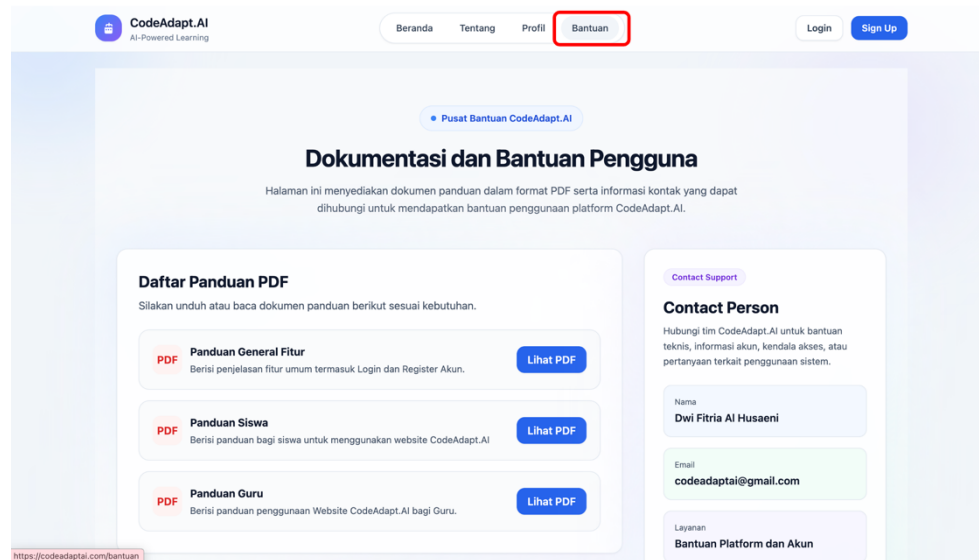 CodeAdapt.AI
AI-Powered Learning
Beranda Tentang Profil Bantuan
Login Sign Up
Pusat Bantuan CodeAdapt.AI
Dokumentasi dan Bantuan Pengguna
Halaman ini menyediakan dokumen panduan dalam format PDF serta informasi kontak yang dapat
dihubungi untuk mendapatkan bantuan penggunaan platform CodeAdapt.AI.
Daftar Panduan PDF
Silakan unduh atau baca dokumen panduan berikut sesuai kebutuhan.
PDF
Panduan General Fitur
Berisi penjelasan fitur umum termasuk Login dan Register Akun.
Lihat PDF
PDF
Panduan Siswa
Berisi panduan bagi siswa untuk menggunakan website CodeAdapt.AI
Lihat PDF
PDF
Panduan Guru
Berisi panduan penggunaan Website CodeAdapt.AI bagi Guru.
Lihat PDF
Contact Support
Contact Person
Hubungi tim CodeAdapt.AI untuk bantuan
teknis, informasi akun, kendala akses, atau
pertanyaan terkait penggunaan sistem.
Nama
Dwi Fitria Al Husaeni
Email
codeadaptai@gmail.com
Layanan
Bantuan Platform dan Akun
https://codeadaptai.com/bantuan